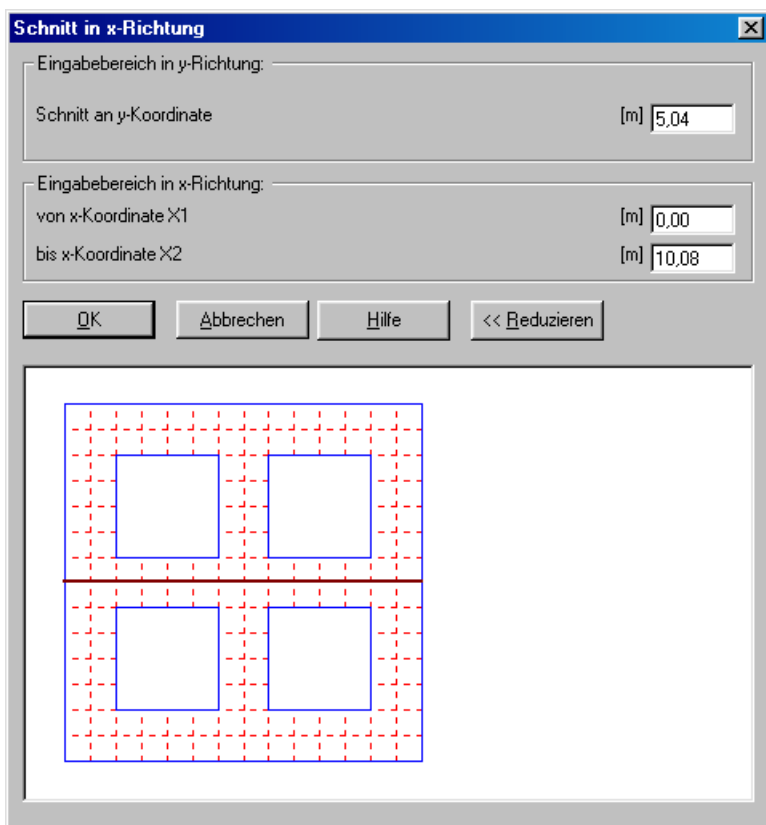 Schnitt in x-Richtung
Eingabebereich in y-Richtung:
Schnitt an y-Koordinate [m] 5,04
Eingabebereich in x-Richtung:
von x-Koordinate X1 [m] 0,00
bis x-Koordinate X2 [m] 10,08
OK Abbrechen Hilfe << Reduzieren